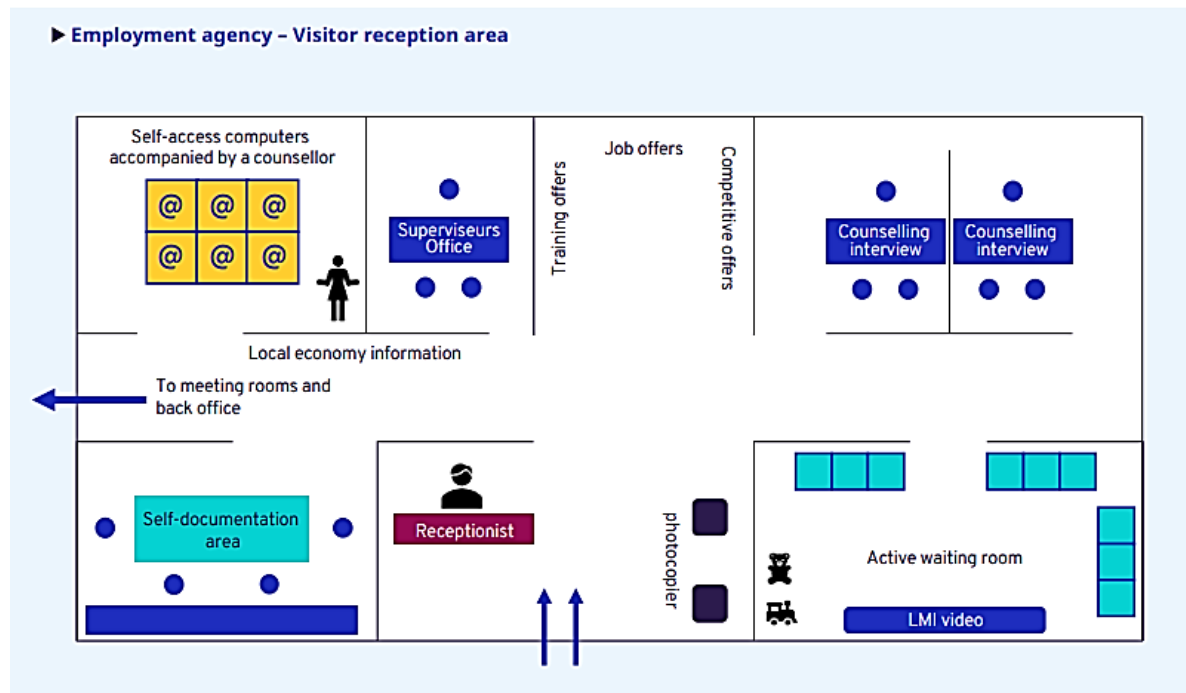 ▶ Employment agency – Visitor reception area
Self-access computers
accompanied by a counsellor
@ @ @
@ @ @
Superviseurs
Office
Training offers
Job offers
Competitive offers
Counselling
interview
Counselling
interview
Local economy information
To meeting rooms and
back office
Self-documentation
area
Receptionist
photocopier
Active waiting room
LMI video